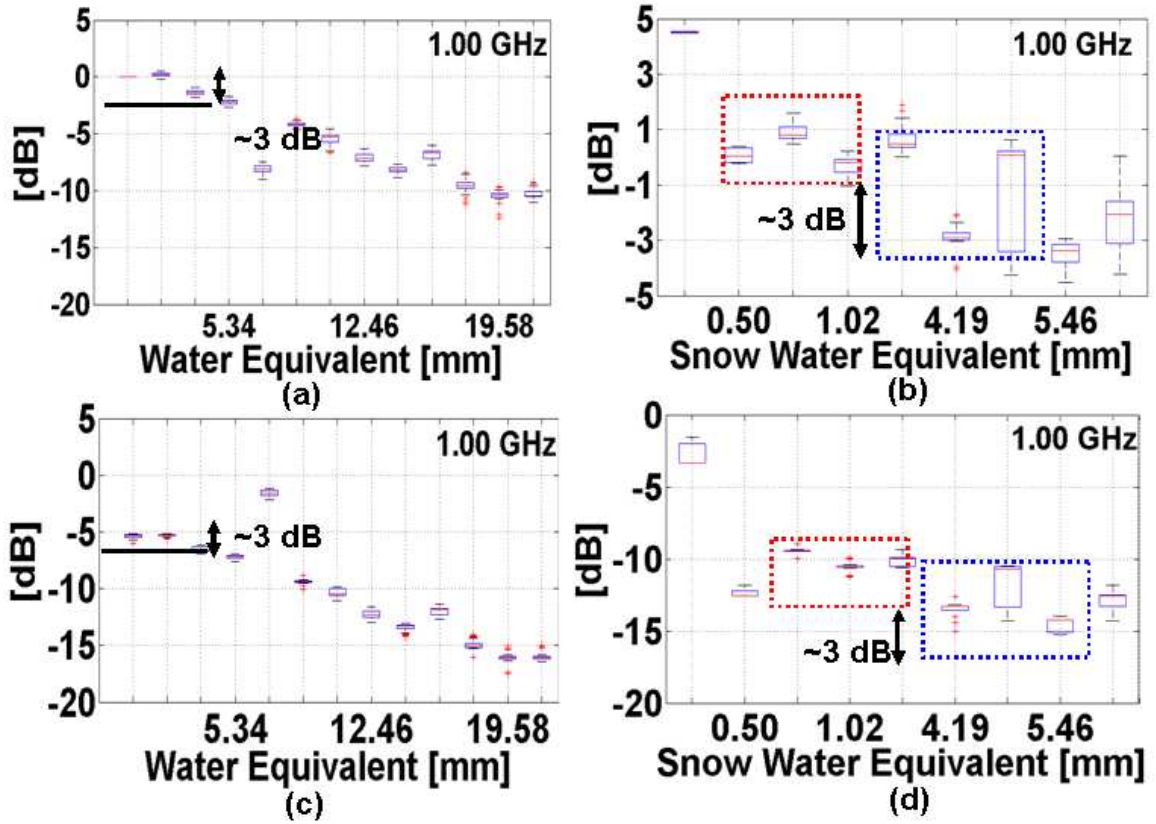 5
0
-5
-10
-15
-20
[dB]
1.00 GHz
~3 dB
5.34 12.46 19.58
Water Equivalent [mm]
(a)
5
3
1
-1
-3
-5
[dB]
1.00 GHz
~3 dB
0.50 1.02 4.19 5.46
Snow Water Equivalent [mm]
(b)
5
0
-5
-10
-15
-20
[dB]
1.00 GHz
~3 dB
5.34 12.46 19.58
Water Equivalent [mm]
(c)
0
-5
-10
-15
-20
[dB]
1.00 GHz
~3 dB
0.50 1.02 4.19 5.46
Snow Water Equivalent [mm]
(d)